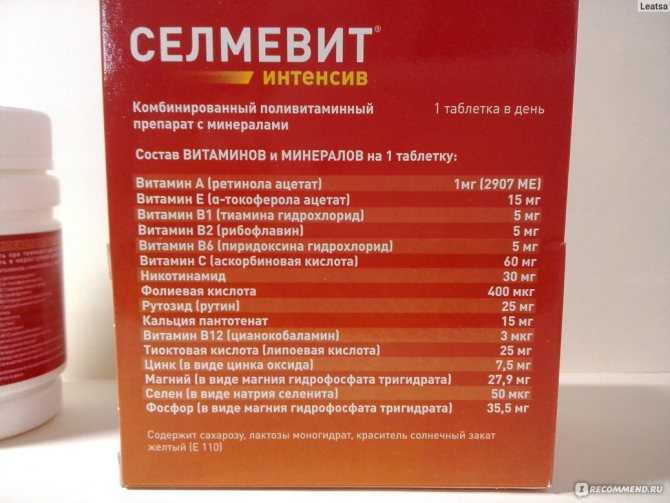 Leatsa
СЕЛМЕВИТ®
ИНТЕНСИВ
Комбинированный поливитаминный 1 таблетка в день
препарат с минералами
Состав ВИТАМИНОВ и МИНЕРАЛОВ на 1 таблетку:
Витамин А (ретинола ацетат) 1мг (2907 МЕ)
Витамин Е (α-токоферола ацетат) 15 мг
Витамин В1 (тиамина гидрохлорид) 5 мг
Витамин В2 (рибофлавин) 5 мг
Витамин В6 (пиридоксина гидрохлорид) 5 мг
Витамин С (аскорбиновая кислота) 60 мг
Никотинамид 30 мг
Фолиевая кислота 400 мкг
Рутозид (рутин) 25 мг
Кальция пантотенат 15 мг
Витамин В12 (цианокобаламин) 3 мкг
Тиоктовая кислота (липоевая кислота) 25 мг
Цинк (в виде цинка оксида) 7,5 мг
Магний (в виде магния гидрофосфата тригидрата) 27,9 мг
Селен (в виде натрия селенита) 50 мкг
Фосфор (в виде магния гидрофосфата тригидрата) 35,5 мг
Содержит сахарозу, лактозы моногидрат, краситель солнечный закат
желтый (Е 110)
IRECOMMEND.RU